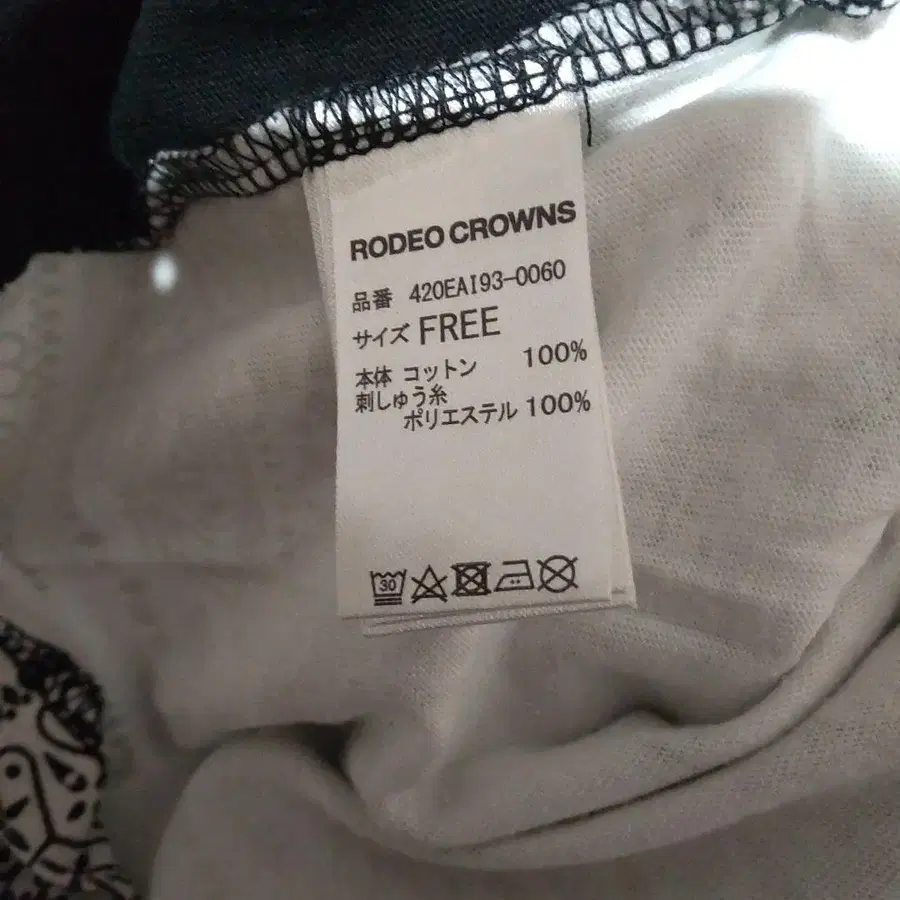 RODEO CROWNS
品番 420EAI93-0060
サイズ FREE
本体 コットン 100%
刺しゅう糸
ポリエステル 100%
30